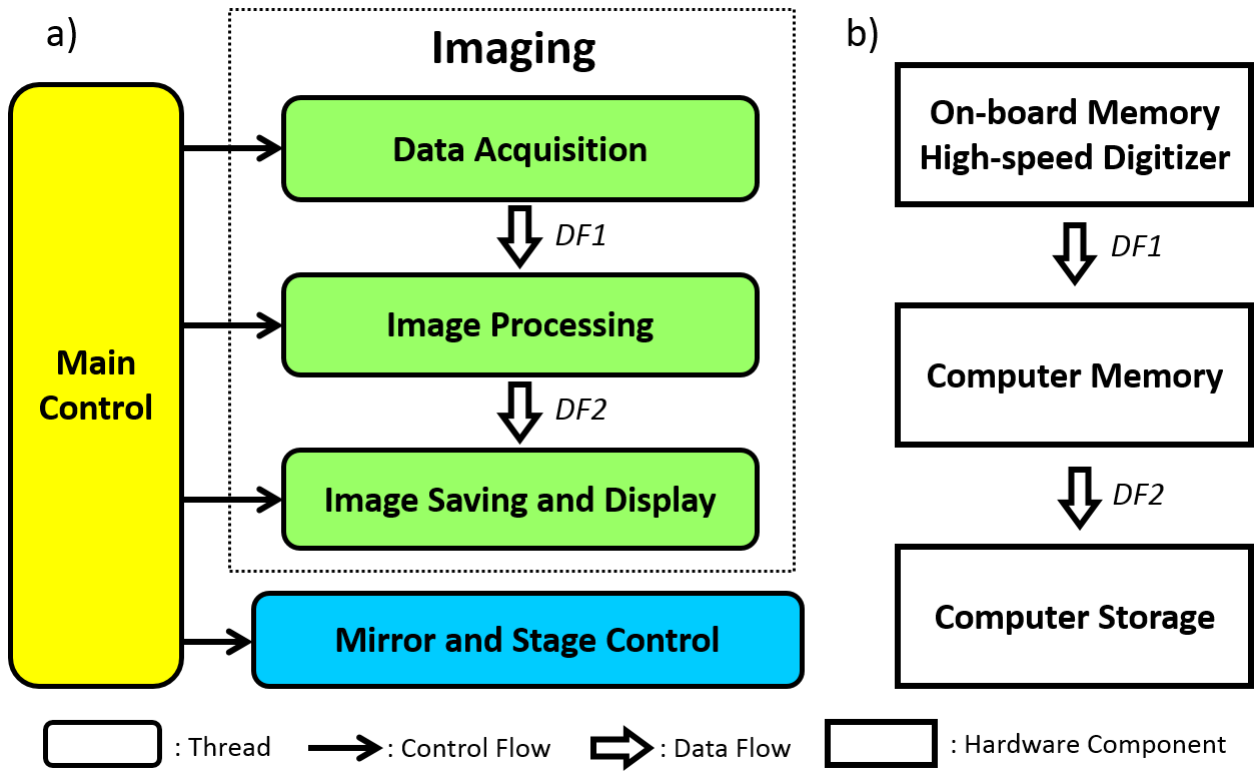 a)
Imaging
Data Acquisition
DF1
Image Processing
DF2
Image Saving and Display
Main
Control
Mirror and Stage Control
b)
On-board Memory
High-speed Digitizer
DF1
Computer Memory
DF2
Computer Storage
: Thread
: Control Flow
: Data Flow
: Hardware Component